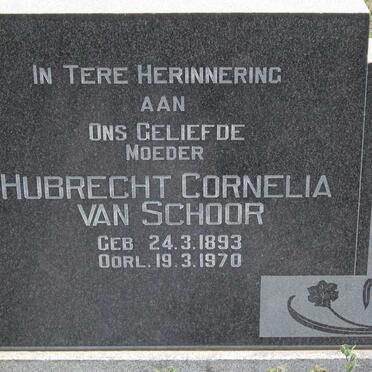 IN TERE HERINNERING
AAN
ONS GELIEFDE
MOEDER
HUBRECHT CORNELIA
VAN SCHOOR
GEB 24.3.1893
OORL. 19.3.1970